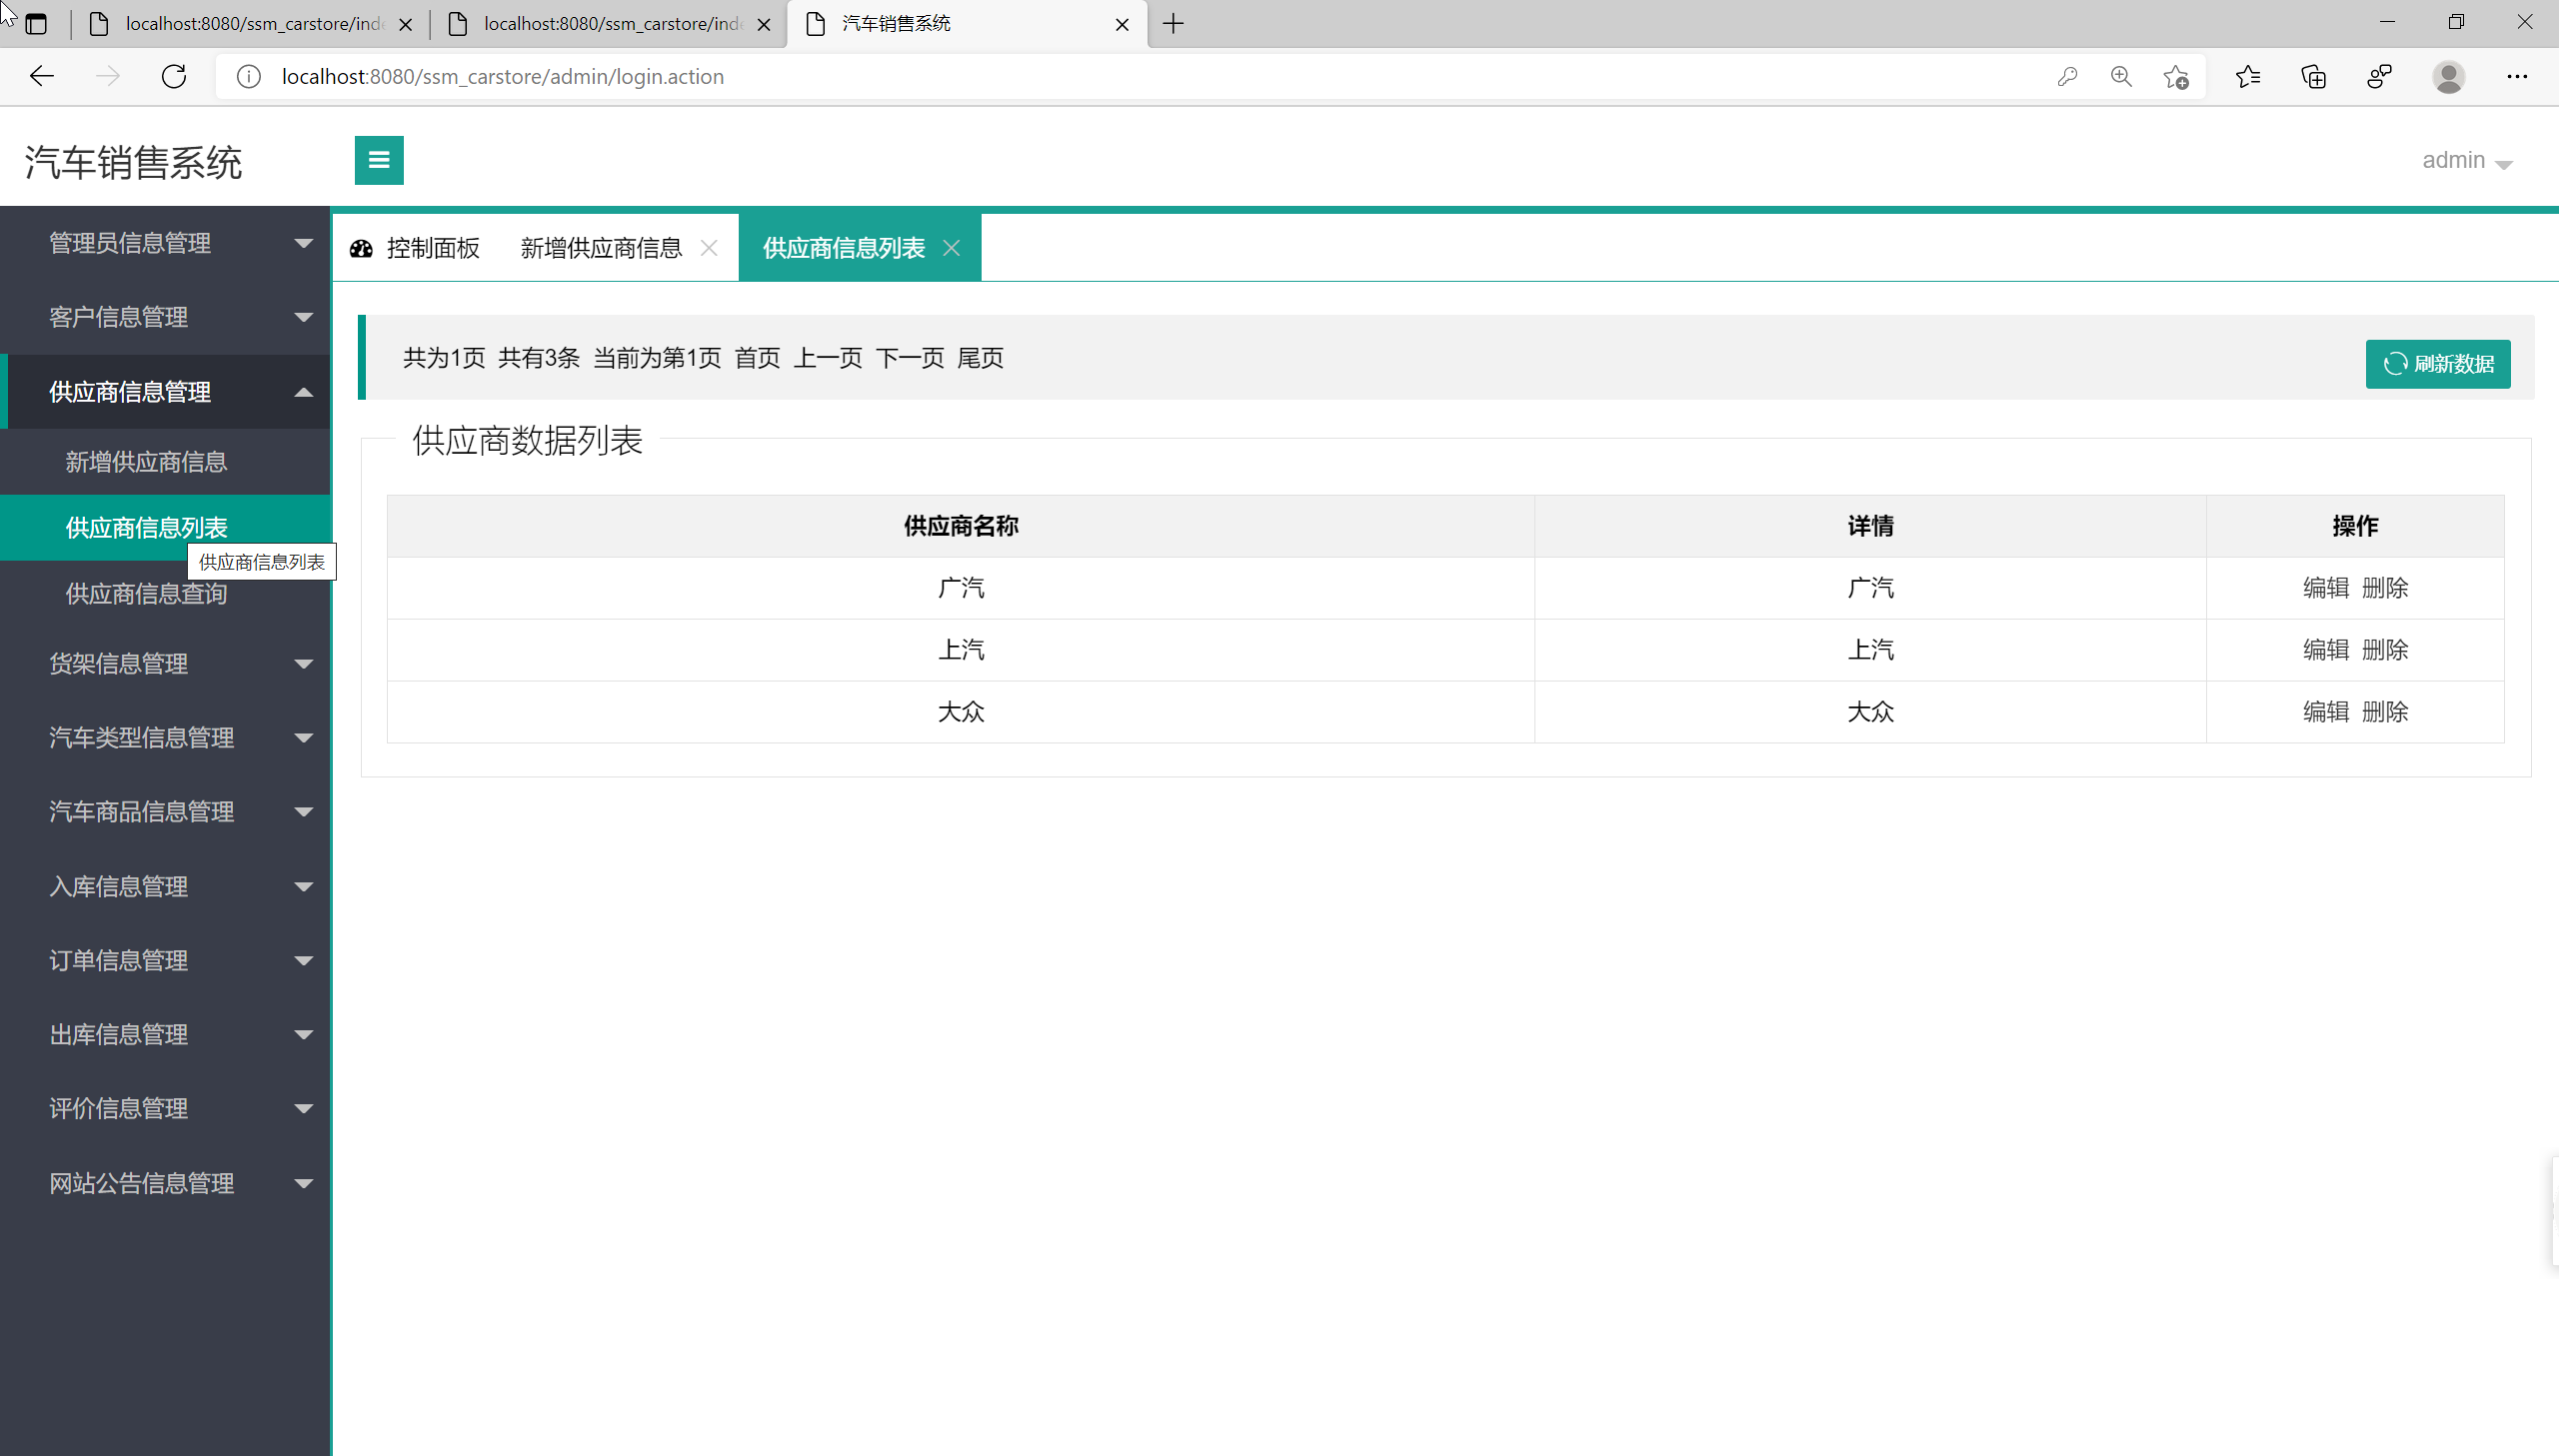 localhost:8080/ssm_carstore/inde
localhost:8080/ssm_carstore/inde
汽车销售系统
localhost:8080/ssm_carstore/admin/login.action
汽车销售系统
admin
管理员信息管理
客户信息管理
供应商信息管理
新增供应商信息
供应商信息列表
供应商信息列表
供应商信息查询
货架信息管理
汽车类型信息管理
汽车商品信息管理
入库信息管理
订单信息管理
出库信息管理
评价信息管理
网站公告信息管理
控制面板 新增供应商信息 供应商信息列表
共为1页 共有3条 当前为第1页 首页 上一页 下一页 尾页
刷新数据
供应商数据列表
供应商名称 详情 操作
广汽 广汽 编辑 删除
上汽 上汽 编辑 删除
大众 大众 编辑 删除